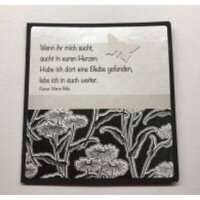 Wenn ihr mich sucht,
sucht in euren Herzen.
Habe ich dort eine Bleibe gefunden,
lebe ich in euch weiter.
Rainer Maria Rilke